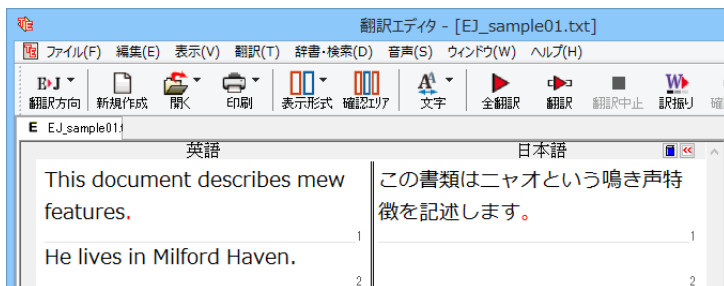 翻訳エディタ - [EJ_sample01.txt]
ファイル(F) 編集(E) 表示(V) 翻訳(T) 辞書・検索(D) 音声(S) ウィンドウ(W) ヘルプ(H)
翻訳方向 新規作成 開く 印刷 表示形式 確認エリア 文字 全翻訳 翻訳 翻訳中止 訳振り 確
E EJ_sample01.t
英語 日本語
This document describes mew
features.
1
この書類はニャオという鳴き声特
徴を記述します。
1
He lives in Milford Haven.
2
2